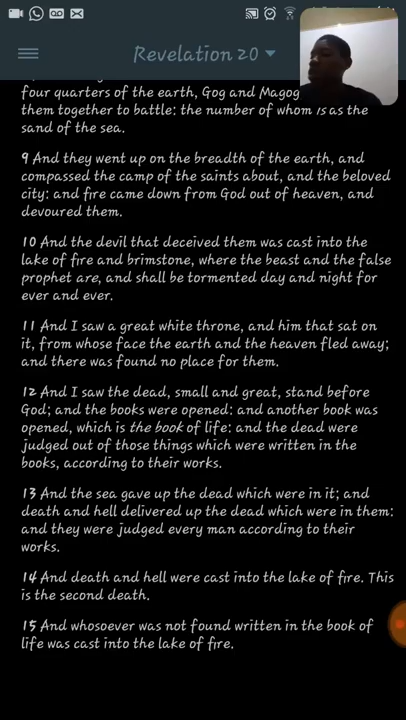 Revelation 20
four quarters of the earth, Gog and Magog
them together to battle: the number of whom is as the
sand of the sea.
9 And they went up on the breadth of the earth, and
compassed the camp of the saints about, and the beloved
city: and fire came down from God out of heaven, and
devoured them.
10 And the devil that deceived them was cast into the
lake of fire and brimstone, where the beast and the false
prophet are, and shall be tormented day and night for
ever and ever.
11 And I saw a great white throne, and him that sat on
it, from whose face the earth and the heaven fled away;
and there was found no place for them.
12 And I saw the dead, small and great, stand before
God; and the books were opened: and another book was
opened, which is the book of life: and the dead were
judged out of those things which were written in the
books, according to their works.
13 And the sea gave up the dead which were in it; and
death and hell delivered up the dead which were in them:
and they were judged every man according to their
works.
14 And death and hell were cast into the lake of fire. This
is the second death.
15 And whosoever was not found written in the book of
life was cast into the lake of fire.